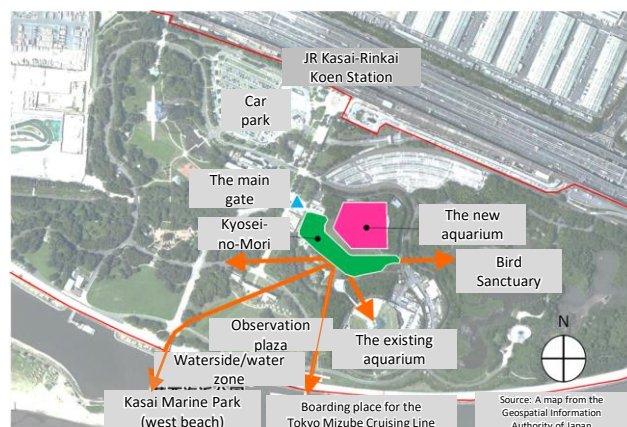 JR Kasai-Rinkai
Koen Station
Car
park
The main
gate
Kyosei-
no-Mori
The new
aquarium
Bird
Sanctuary
Observation
plaza
The existing
aquarium
Waterside/water
zone
N
Kasai Marine Park
(west beach)
Boarding place for the
Tokyo Mizube Cruising Line
Source: A map from the
Geospatial Information
Authority of Japan